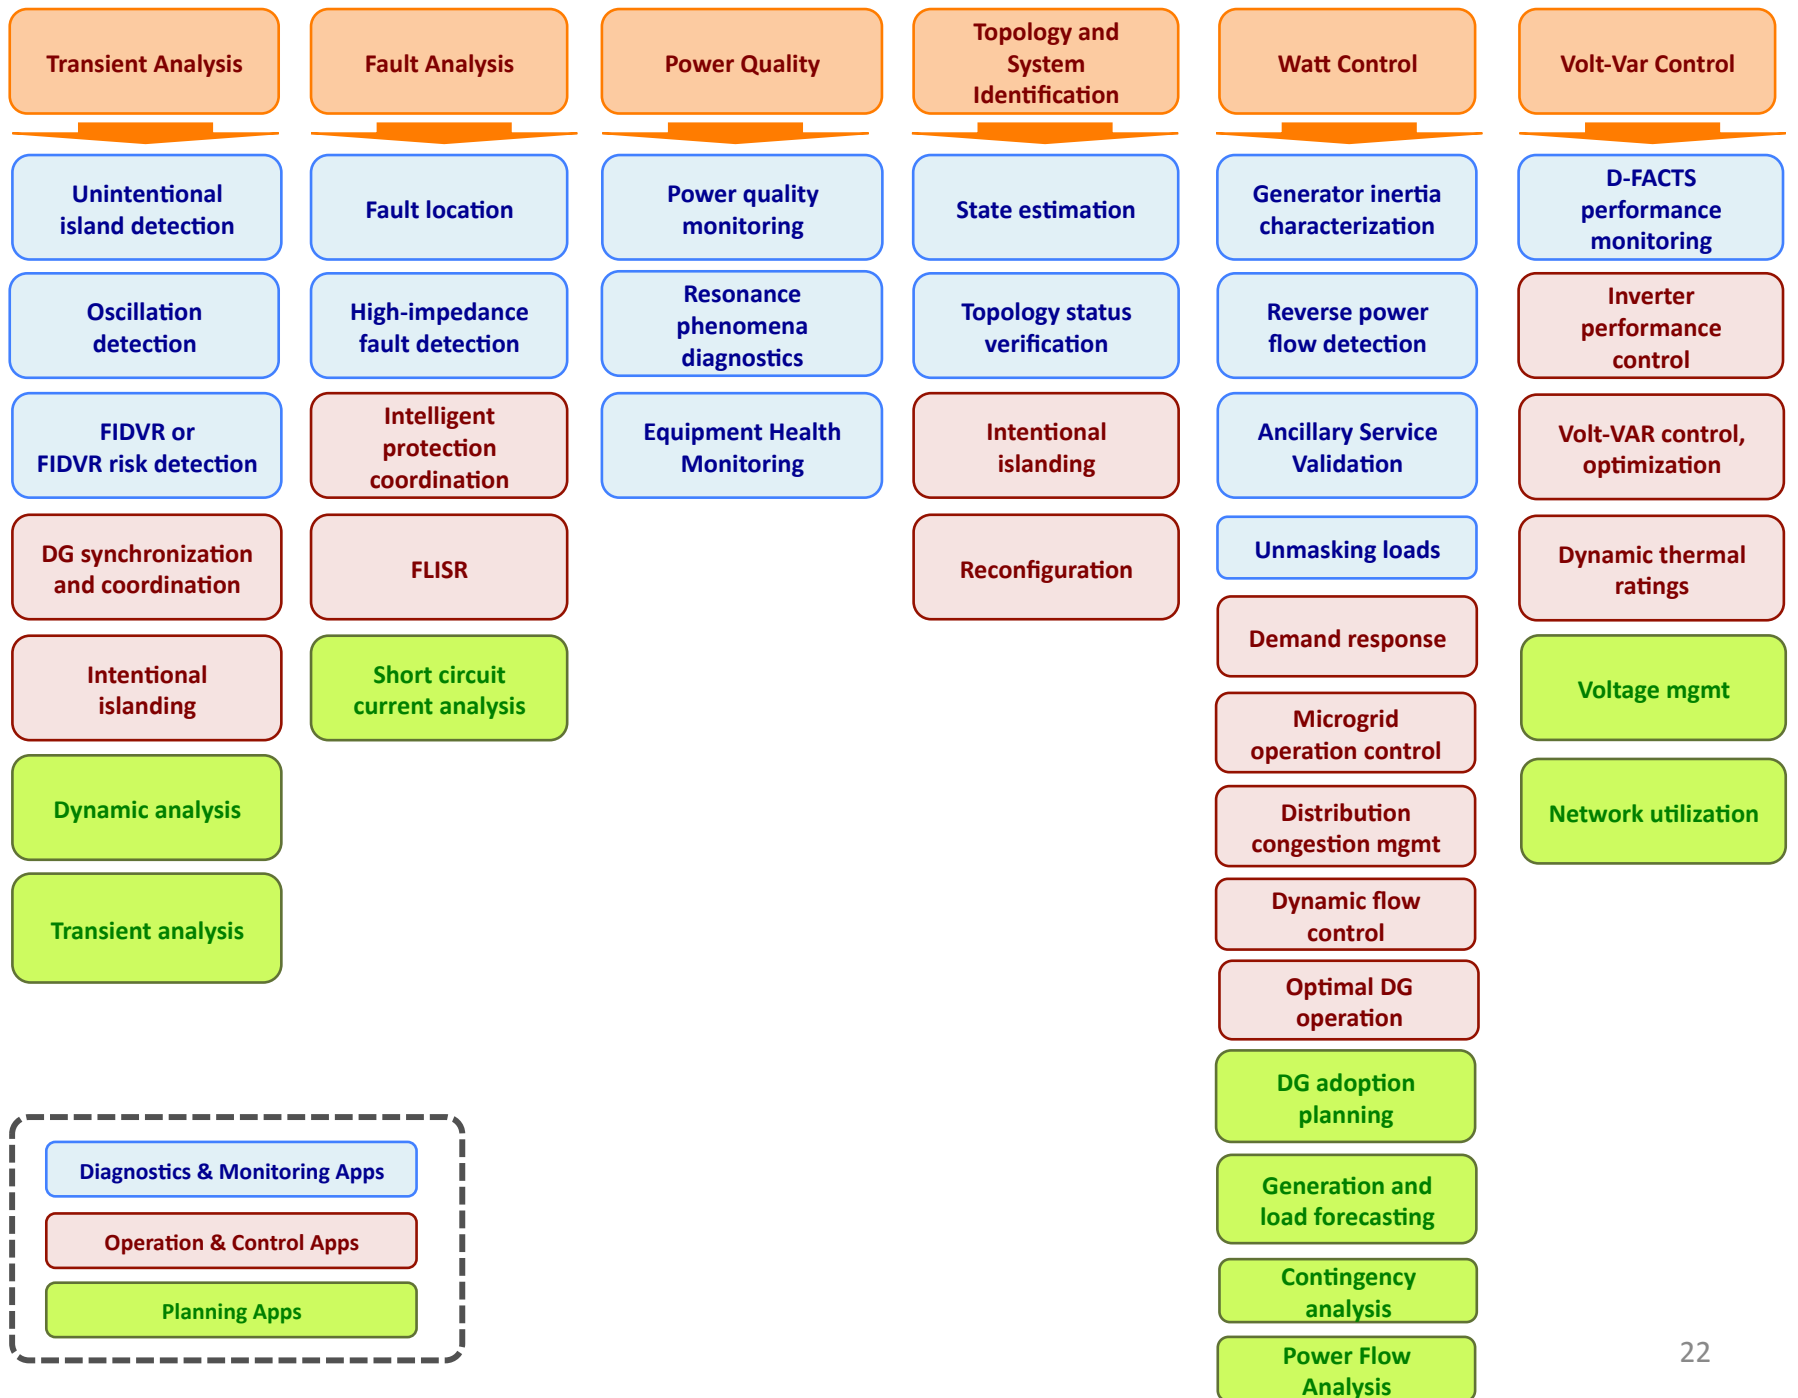 Transient Analysis
Fault Analysis
Power Quality
Topology and
System
Identification
Watt Control
Volt-Var Control
Unintentional
island detection
Oscillation
detection
FIDVR or
FIDVR risk detection
DG synchronization
and coordination
Intentional
islanding
Dynamic analysis
Transient analysis
Fault location
High-impedance
fault detection
Intelligent
protection
coordination
FLISR
Short circuit
current analysis
Power quality
monitoring
Resonance
phenomena
diagnostics
Equipment Health
Monitoring
State estimation
Topology status
verification
Intentional
islanding
Reconfiguration
Generator inertia
characterization
Reverse power
flow detection
Ancillary Service
Validation
Unmasking loads
Demand response
Microgrid
operation control
Distribution
congestion mgmt
Dynamic flow
control
Optimal DG
operation
DG adoption
planning
Generation and
load forecasting
Contingency
analysis
Power Flow
Analysis
D-FACTS
performance
monitoring
Inverter
performance
control
Volt-VAR control,
optimization
Dynamic thermal
ratings
Voltage mgmt
Network utilization
Diagnostics & Monitoring Apps
Operation & Control Apps
Planning Apps
22